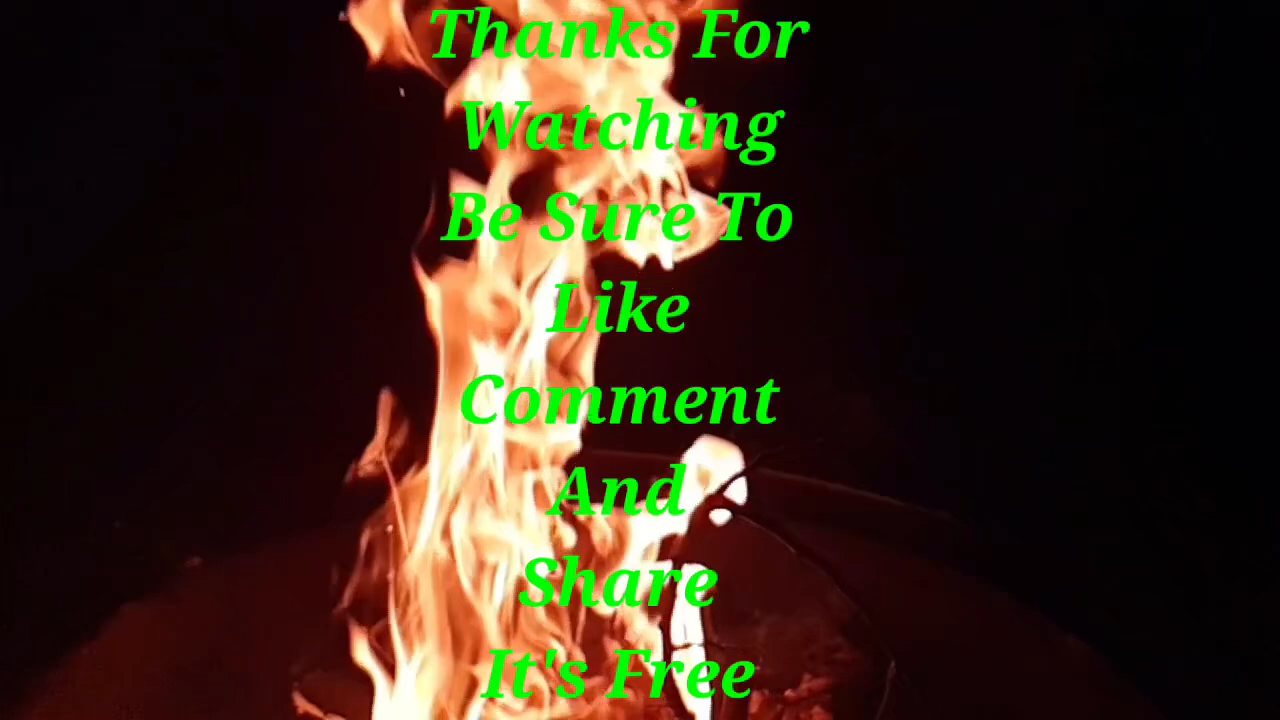 Thanks For
Watching
Be Sure To
Like
Comment
And
Share
It's Free